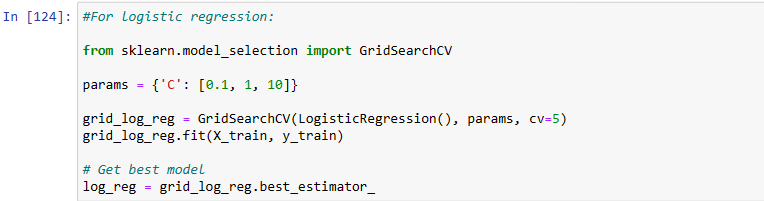 In [124]: #For logistic regression:
from sklearn.model_selection import GridSearchCV
params = {'C': [0.1, 1, 10]}
grid_log_reg = GridSearchCV(LogisticRegression(), params, cv=5)
grid_log_reg.fit(X_train, y_train)
# Get best model
log_reg = grid_log_reg.best_estimator_